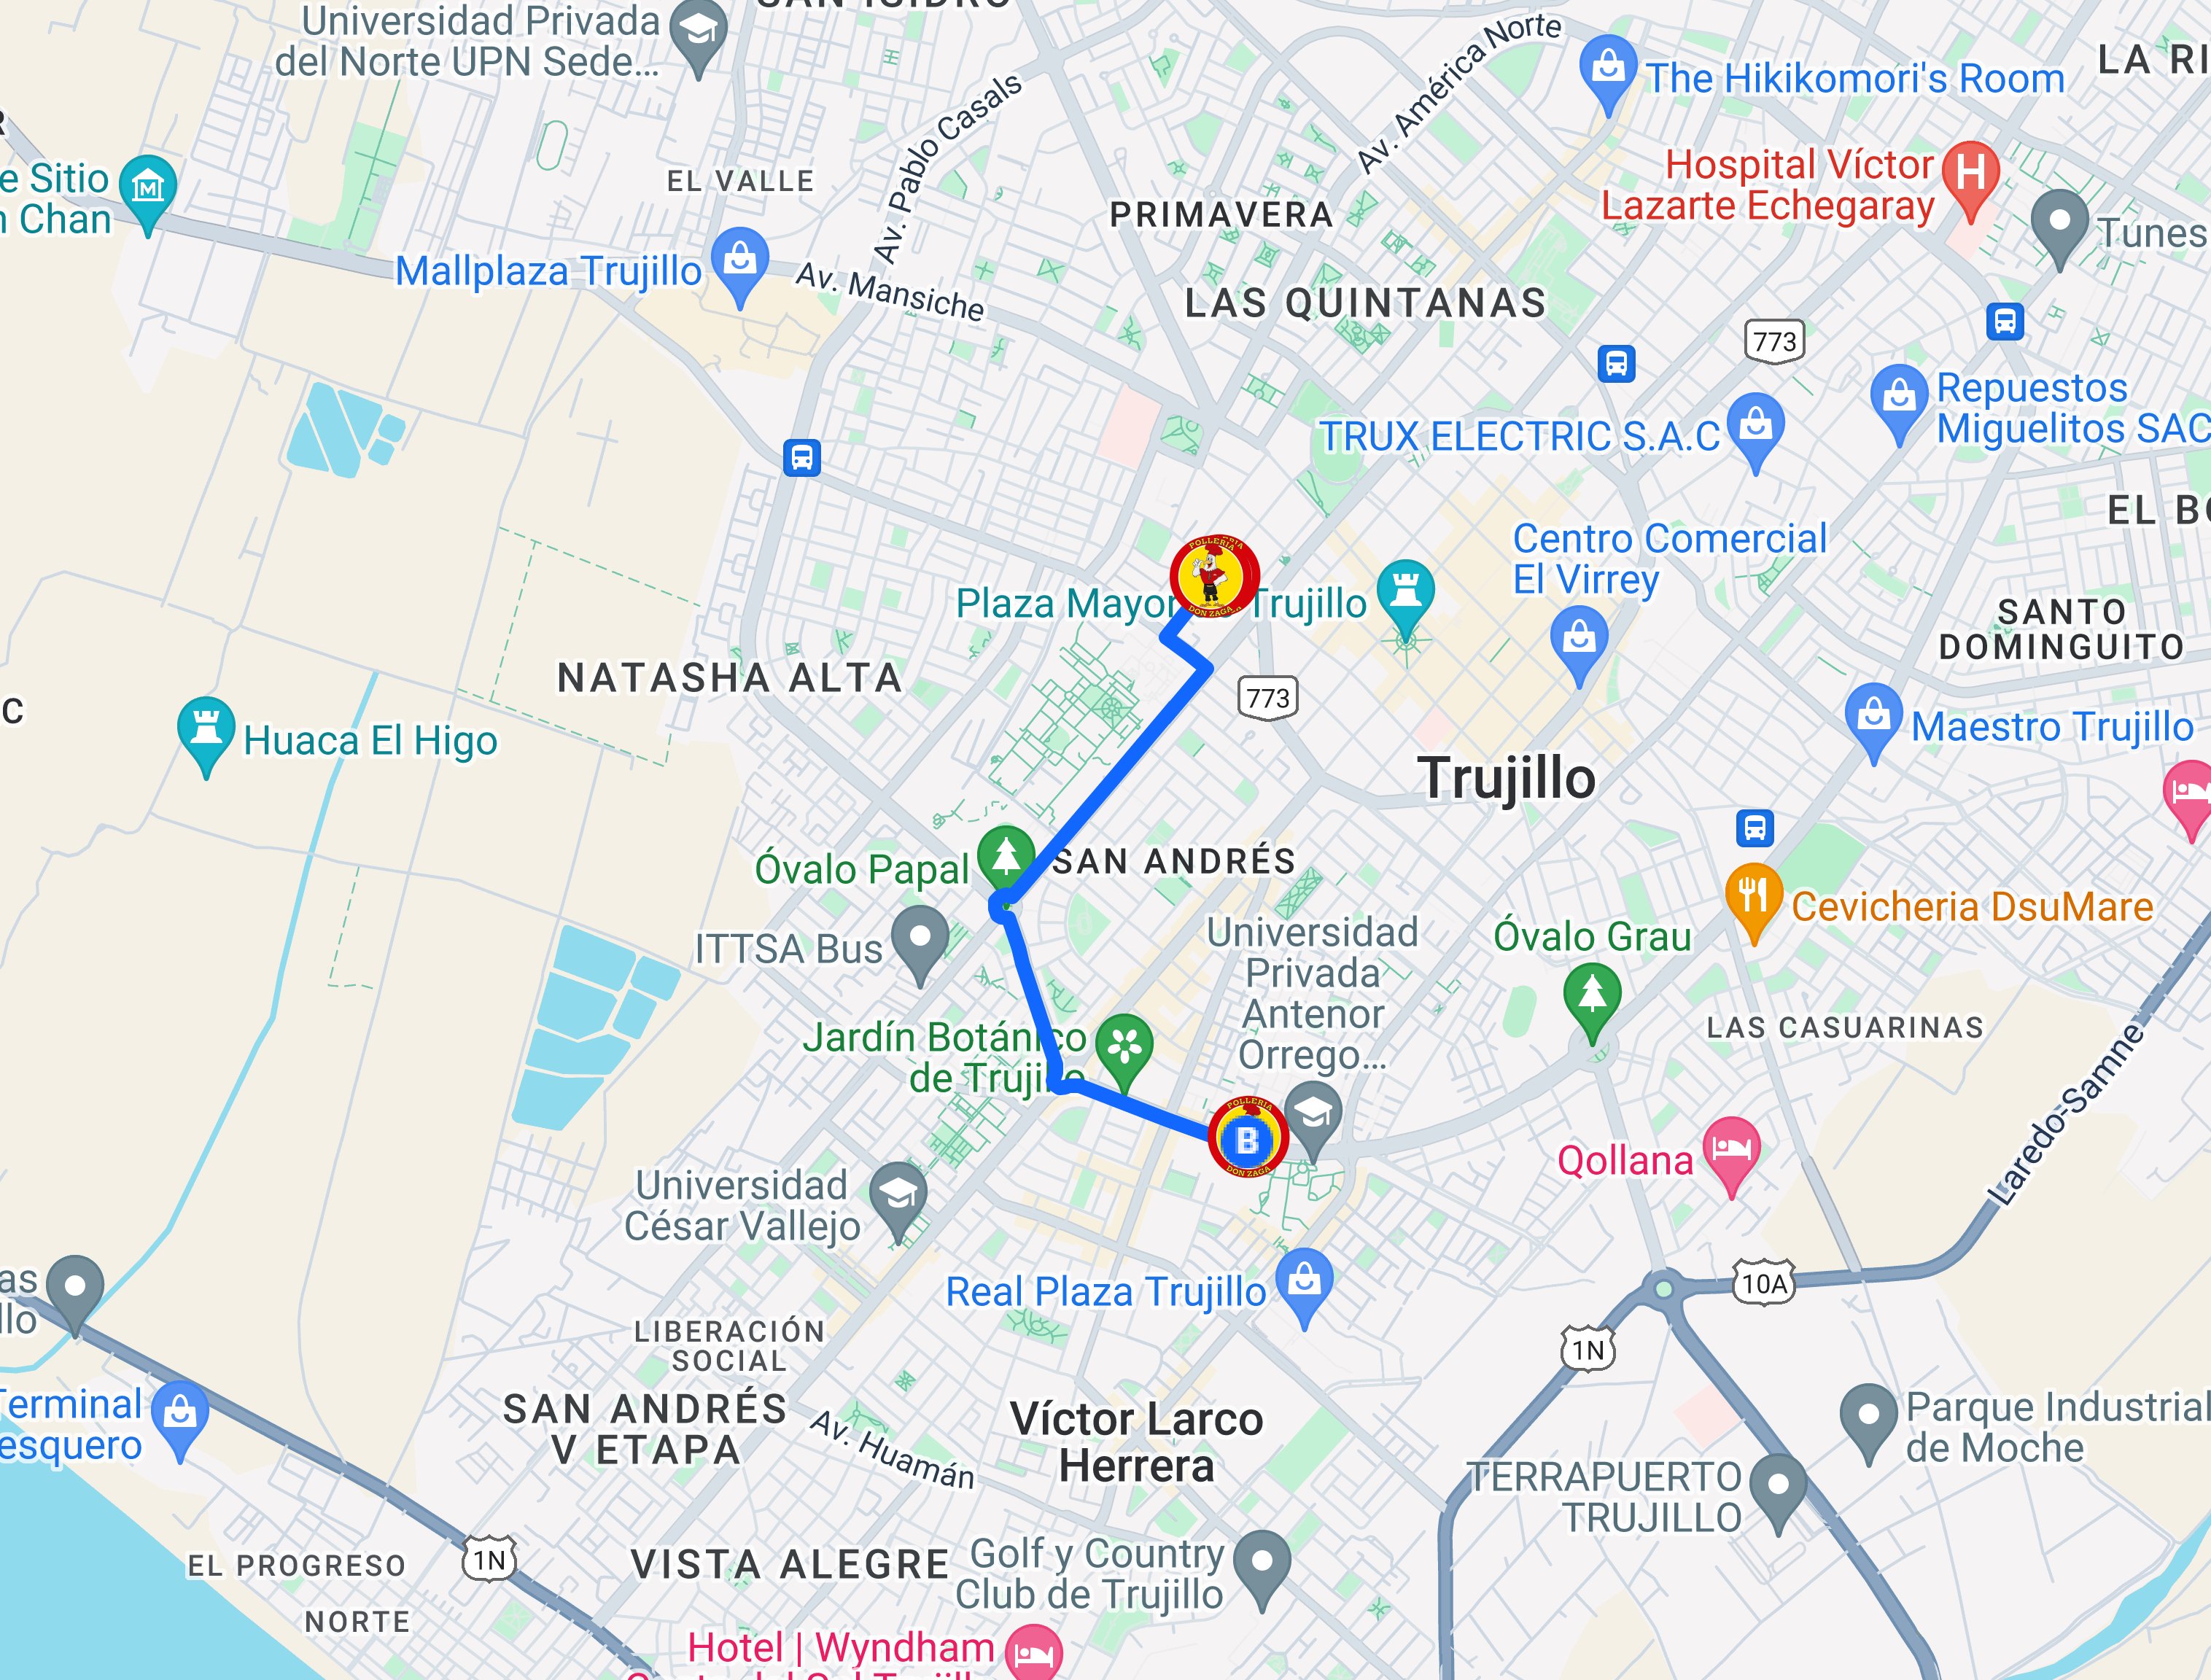 Universidad Privada
del Norte UPN Sede...
SAN ISIDRO
Av. América Norte
The Hikikomori's Room
LA RI
Av. Pablo Casals
EL VALLE
Hospital Víctor
Lazarte Echegaray
e Sitio
n Chan
PRIMAVERA
Tunes
Mallplaza Trujillo
Av. Mansiche
LAS QUINTANAS
773
Repuestos
Miguelitos SAC
TRUX ELECTRIC S.A.C
EL BO
Centro Comercial
El Virrey
POLLERIA
DON ZAGA
Plaza Mayor
Trujillo
SANTO
DOMINGUITO
NATASHA ALTA
773
C
Huaca El Higo
Maestro Trujillo
Trujillo
Óvalo Papal
SAN ANDRÉS
Cevicheria DsuMare
ITTSA Bus
Universidad
Privada
Antenor
Orrego...
Óvalo Grau
LAS CASUARINAS
Jardín Botánico
de Trujillo
Laredo-Samne
POLLERIA
B
DON ZAGA
Qollana
Universidad
César Vallejo
as
llo
Real Plaza Trujillo
10A
LIBERACIÓN
SOCIAL
1N
Terminal
esquero
SAN ANDRÉS
V ETAPA
Av. Huamán
Víctor Larco
Herrera
Parque Industrial
de Moche
TERRAPUERTO
TRUJILLO
EL PROGRESO
1N
VISTA ALEGRE
Golf y Country
Club de Trujillo
NORTE
Hotel | Wyndham